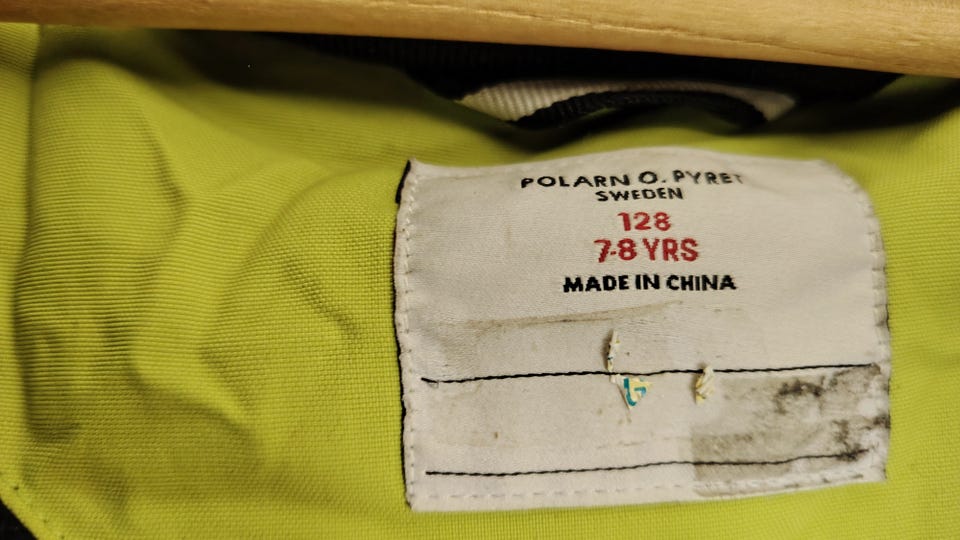 POLARN O. PYRET
SWEDEN
128
7-8 YRS
MADE IN CHINA